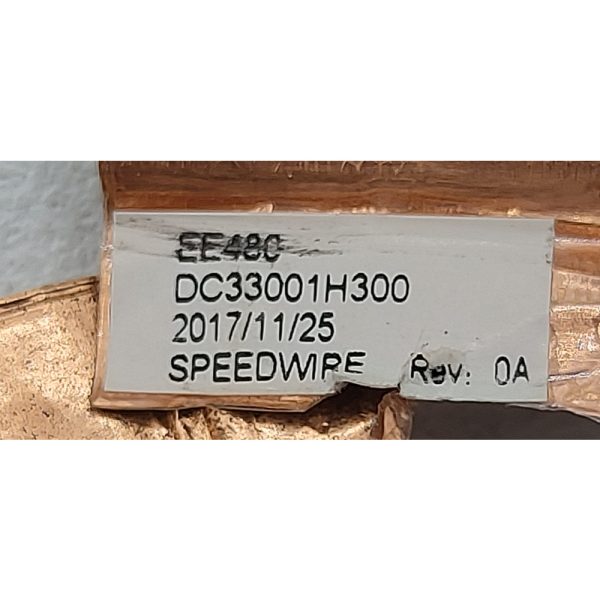 EE480
DC33001H300
2017/11/25
SPEEDWIRE Rev: 0A